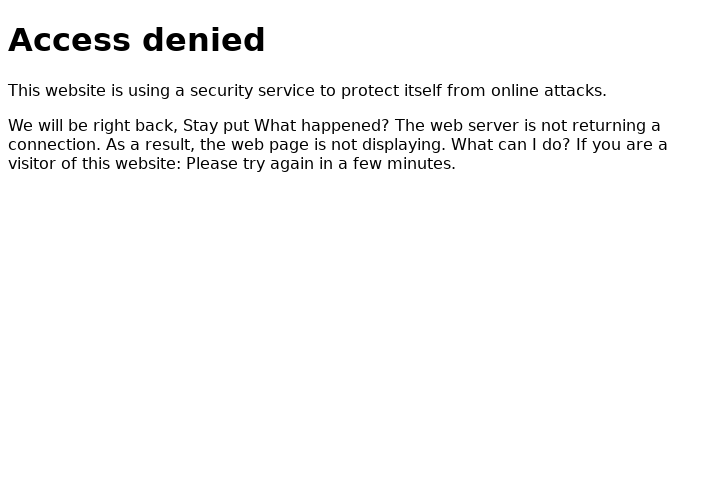 Access denied
This website is using a security service to protect itself from online attacks.
We will be right back, Stay put What happened? The web server is not returning a
connection. As a result, the web page is not displaying. What can I do? If you are a
visitor of this website: Please try again in a few minutes.